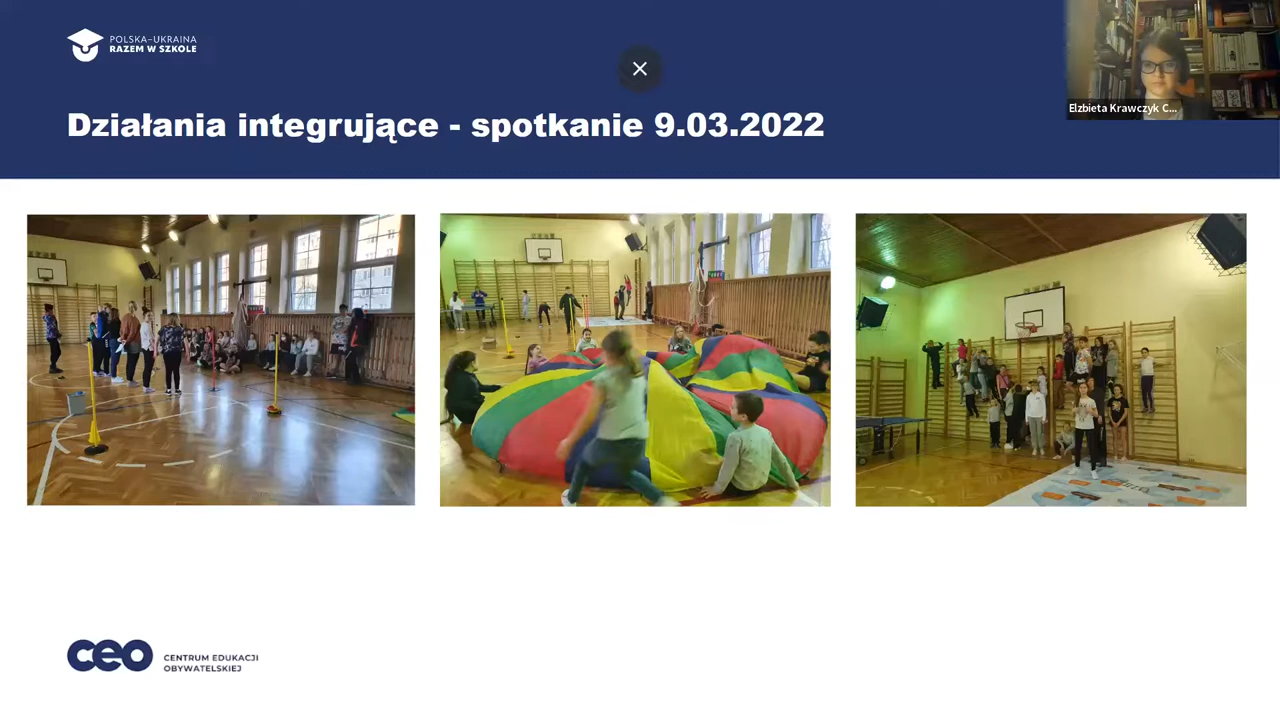 POLSKA–UKRAINA
RAZEM W SZKOLE
Elzbieta Krawczyk C...
Działania integrujące - spotkanie 9.03.2022
ceo
CENTRUM EDUKACJI
OBYWATELSKIEJ